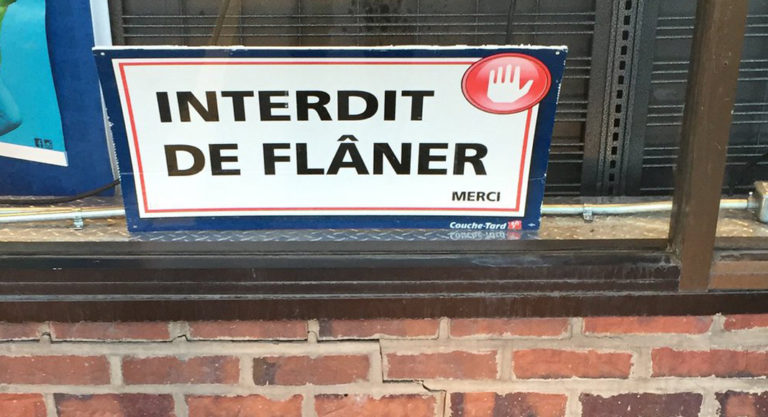 INTERDIT
DE FLÂNER
MERCI
Couche-Tard